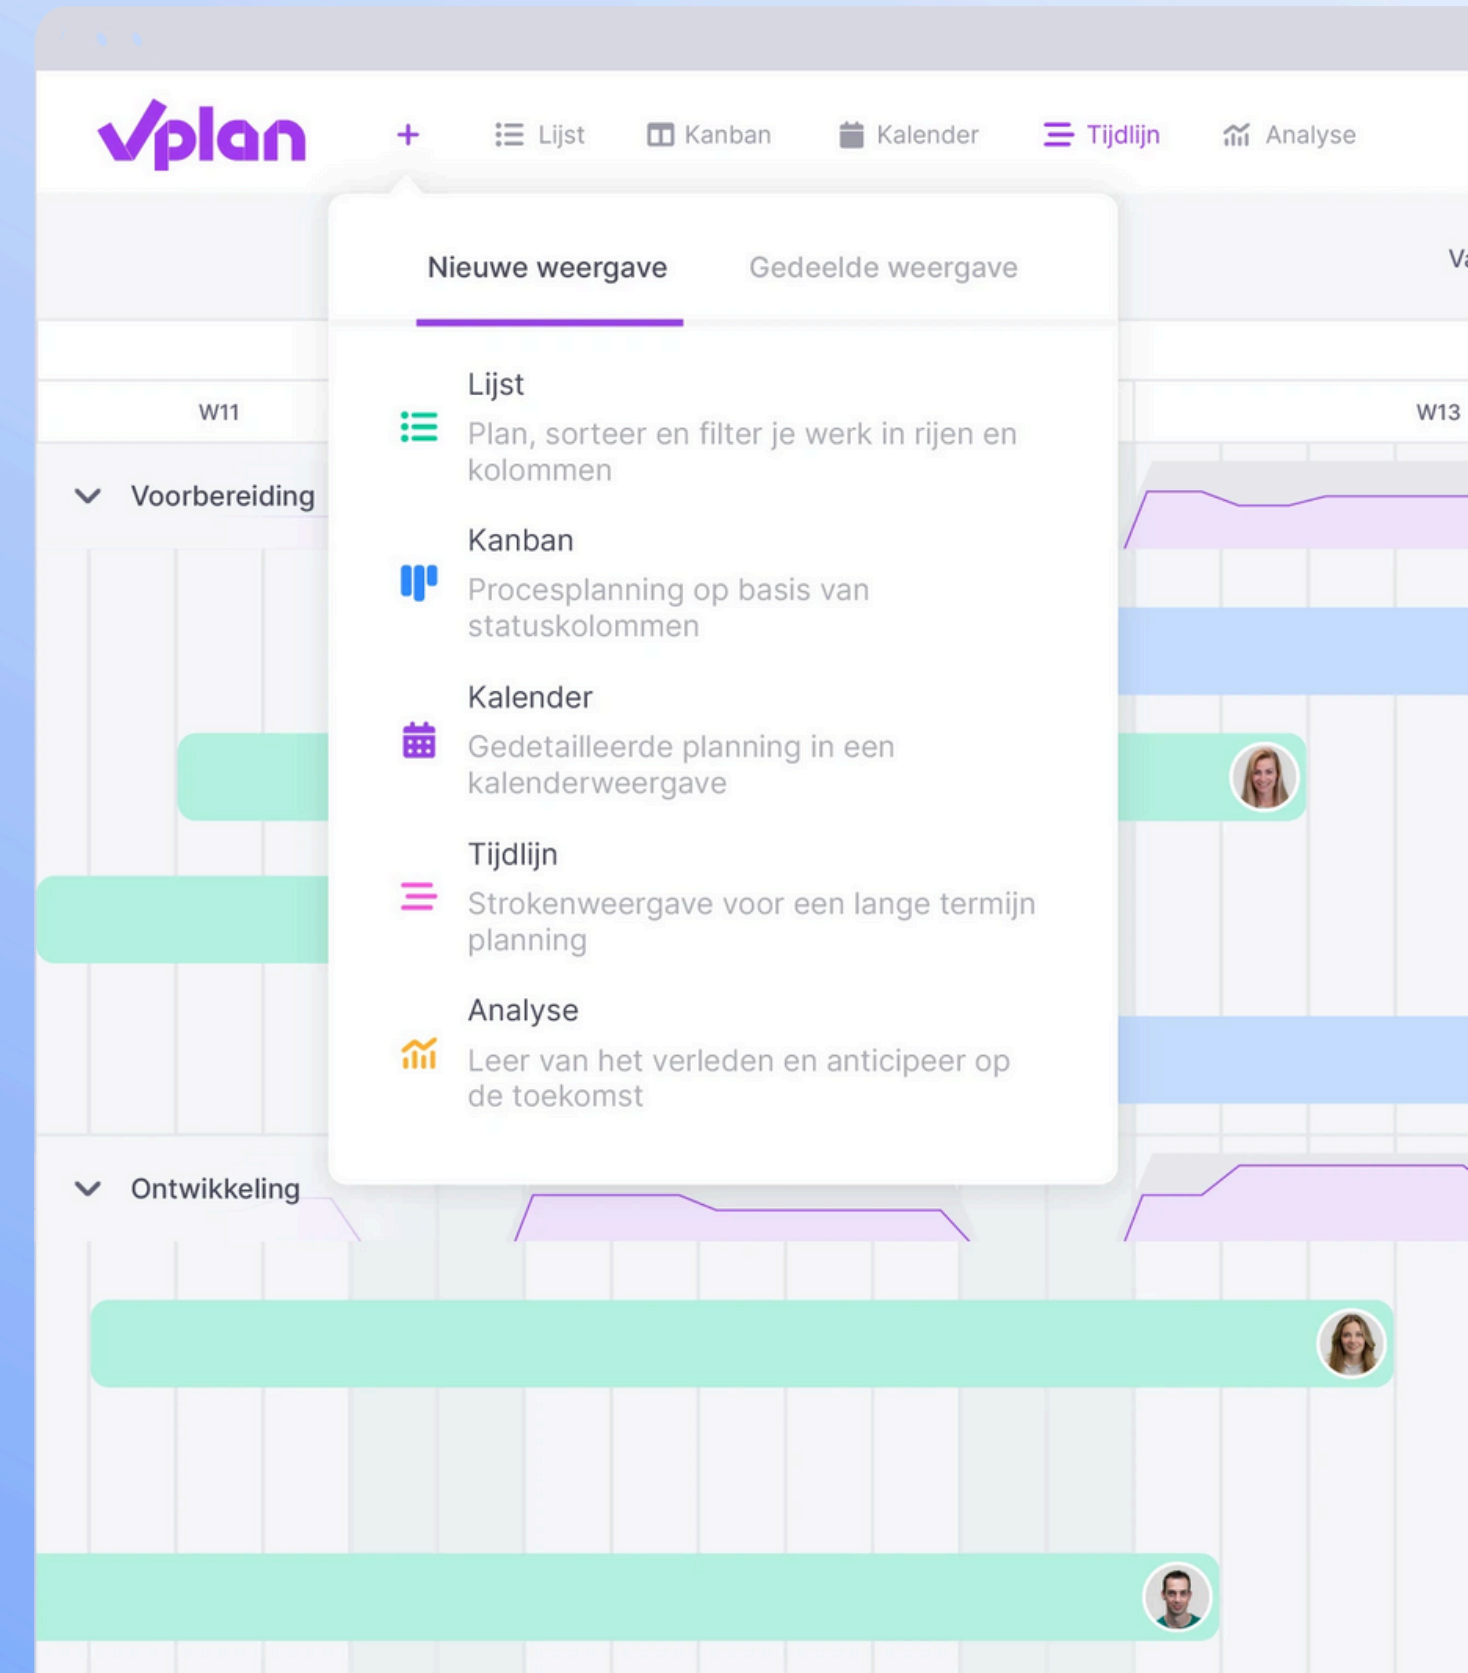 vplan
+ Lijst Kanban Kalender Tijdlijn Analyse
Nieuwe weergave Gedeelde weergave
W11 W13
Voorbereiding
Lijst
Plan, sorteer en filter je werk in rijen en
kolommen
Kanban
Procesplanning op basis van
statuskolommen
Kalender
Gedetailleerde planning in een
kalenderweergave
Tijdlijn
Strokenweergave voor een lange termijn
planning
Analyse
Leer van het verleden en anticipeer op
de toekomst
Ontwikkeling